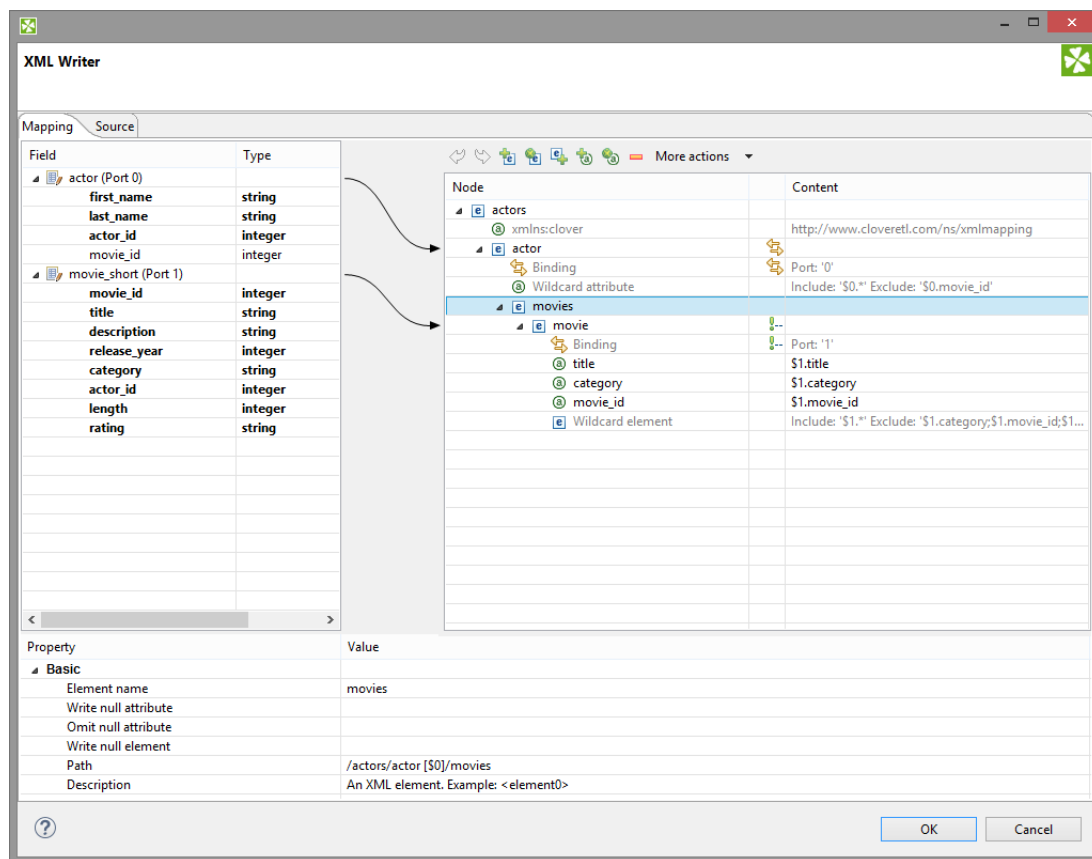 XML Writer
Mapping Source
Field Type
actor (Port 0)
first_name string
last_name string
actor_id integer
movie_id integer
movie_short (Port 1)
movie_id integer
title string
description string
release_year integer
category string
actor_id integer
length integer
rating string
More actions
Node Content
actors
xmlns:clover http://www.cloveretl.com/ns/xmlmapping
actor
Binding Port: '0'
Wildcard attribute Include: '$0.*' Exclude: '$0.movie_id'
movies
movie
Binding Port: '1'
title $1.title
category $1.category
movie_id $1.movie_id
Wildcard element Include: '$1.*' Exclude: '$1.category;$1.movie_id;$1...
Property Value
Basic
Element name movies
Write null attribute
Omit null attribute
Write null element
Path /actors/actor [$0]/movies
Description An XML element. Example: <element0>
OK Cancel